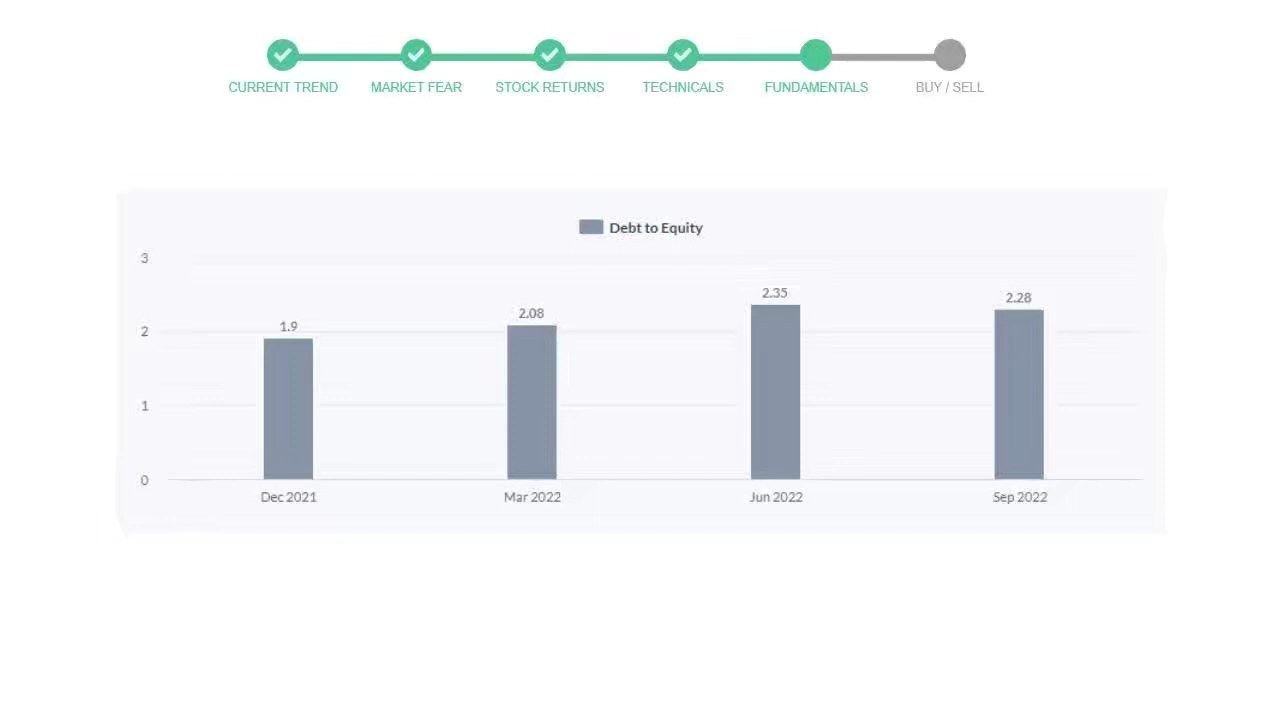 CURRENT TREND MARKET FEAR STOCK RETURNS TECHNICALS FUNDAMENTALS BUY / SELL
Debt to Equity
3
2.35
2.28
2.08
2
1.9
1
0
Dec 2021 Mar 2022 Jun 2022 Sep 2022